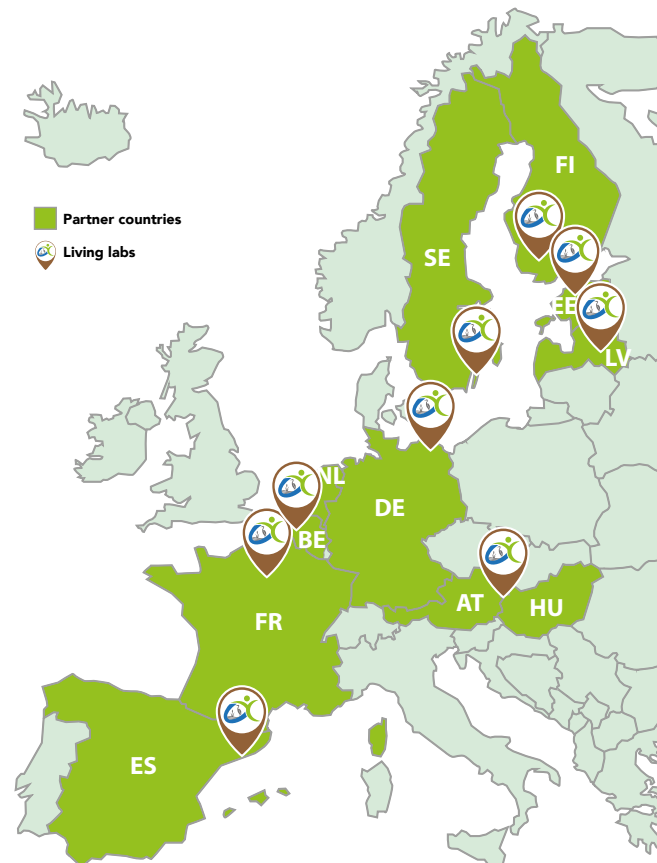 FI
Partner countries
SE
Living labs
EE
LV
NL
DE
BE
AT
HU
FR
ES